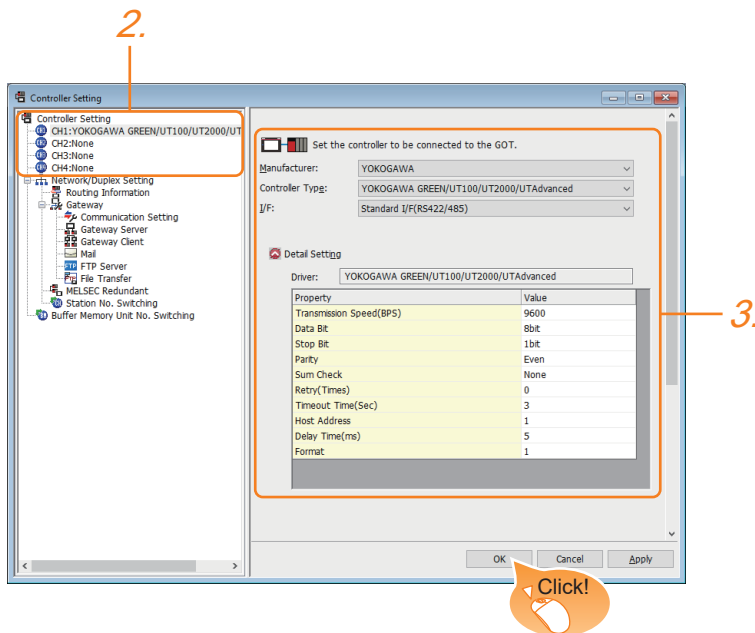 2.
Controller Setting
Controller Setting
CH1:YOKOGAWA GREEN/UT100/UT2000/UT
CH2:None
CH3:None
CH4:None
Network/Duplex Setting
Routing Information
Gateway
Communication Setting
Gateway Server
Gateway Client
Mail
FTP Server
File Transfer
MELSEC Redundant
Station No. Switching
Buffer Memory Unit No. Switching
Set the controller to be connected to the GOT.
Manufacturer: YOKOGAWA
Controller Type: YOKOGAWA GREEN/UT100/UT2000/UTAdvanced
I/F: Standard I/F(RS422/485)
Detail Setting
Driver: YOKOGAWA GREEN/UT100/UT2000/UTAdvanced
Property Value
Transmission Speed(BPS) 9600
Data Bit 8bit
Stop Bit 1bit
Parity Even
Sum Check None
Retry(Times) 0
Timeout Time(Sec) 3
Host Address 1
Delay Time(ms) 5
Format 1
3.
OK Cancel Apply
Click!